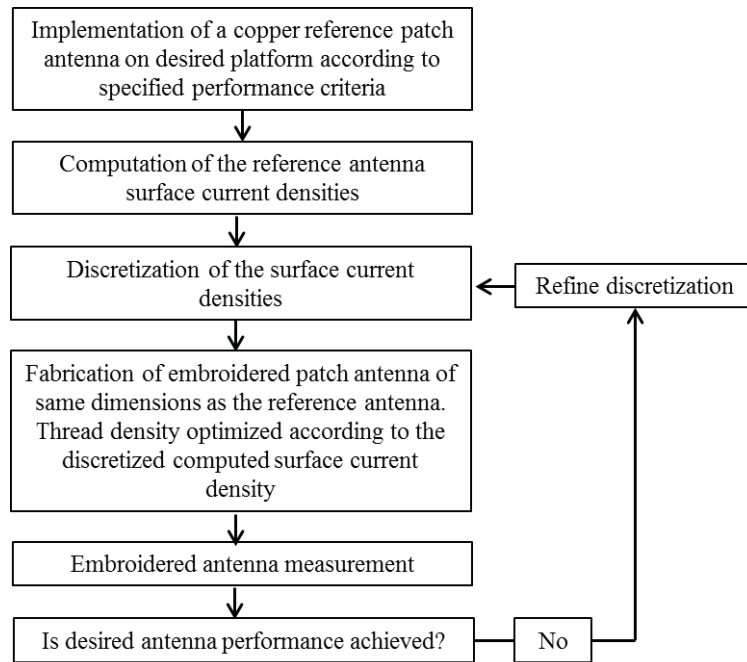 Implementation of a copper reference patch
antenna on desired platform according to
specified performance criteria
Computation of the reference antenna
surface current densities
Discretization of the surface current
densities
Refine discretization
Fabrication of embroidered patch antenna of
same dimensions as the reference antenna.
Thread density optimized according to the
discretized computed surface current
density
Embroidered antenna measurement
Is desired antenna performance achieved?
No